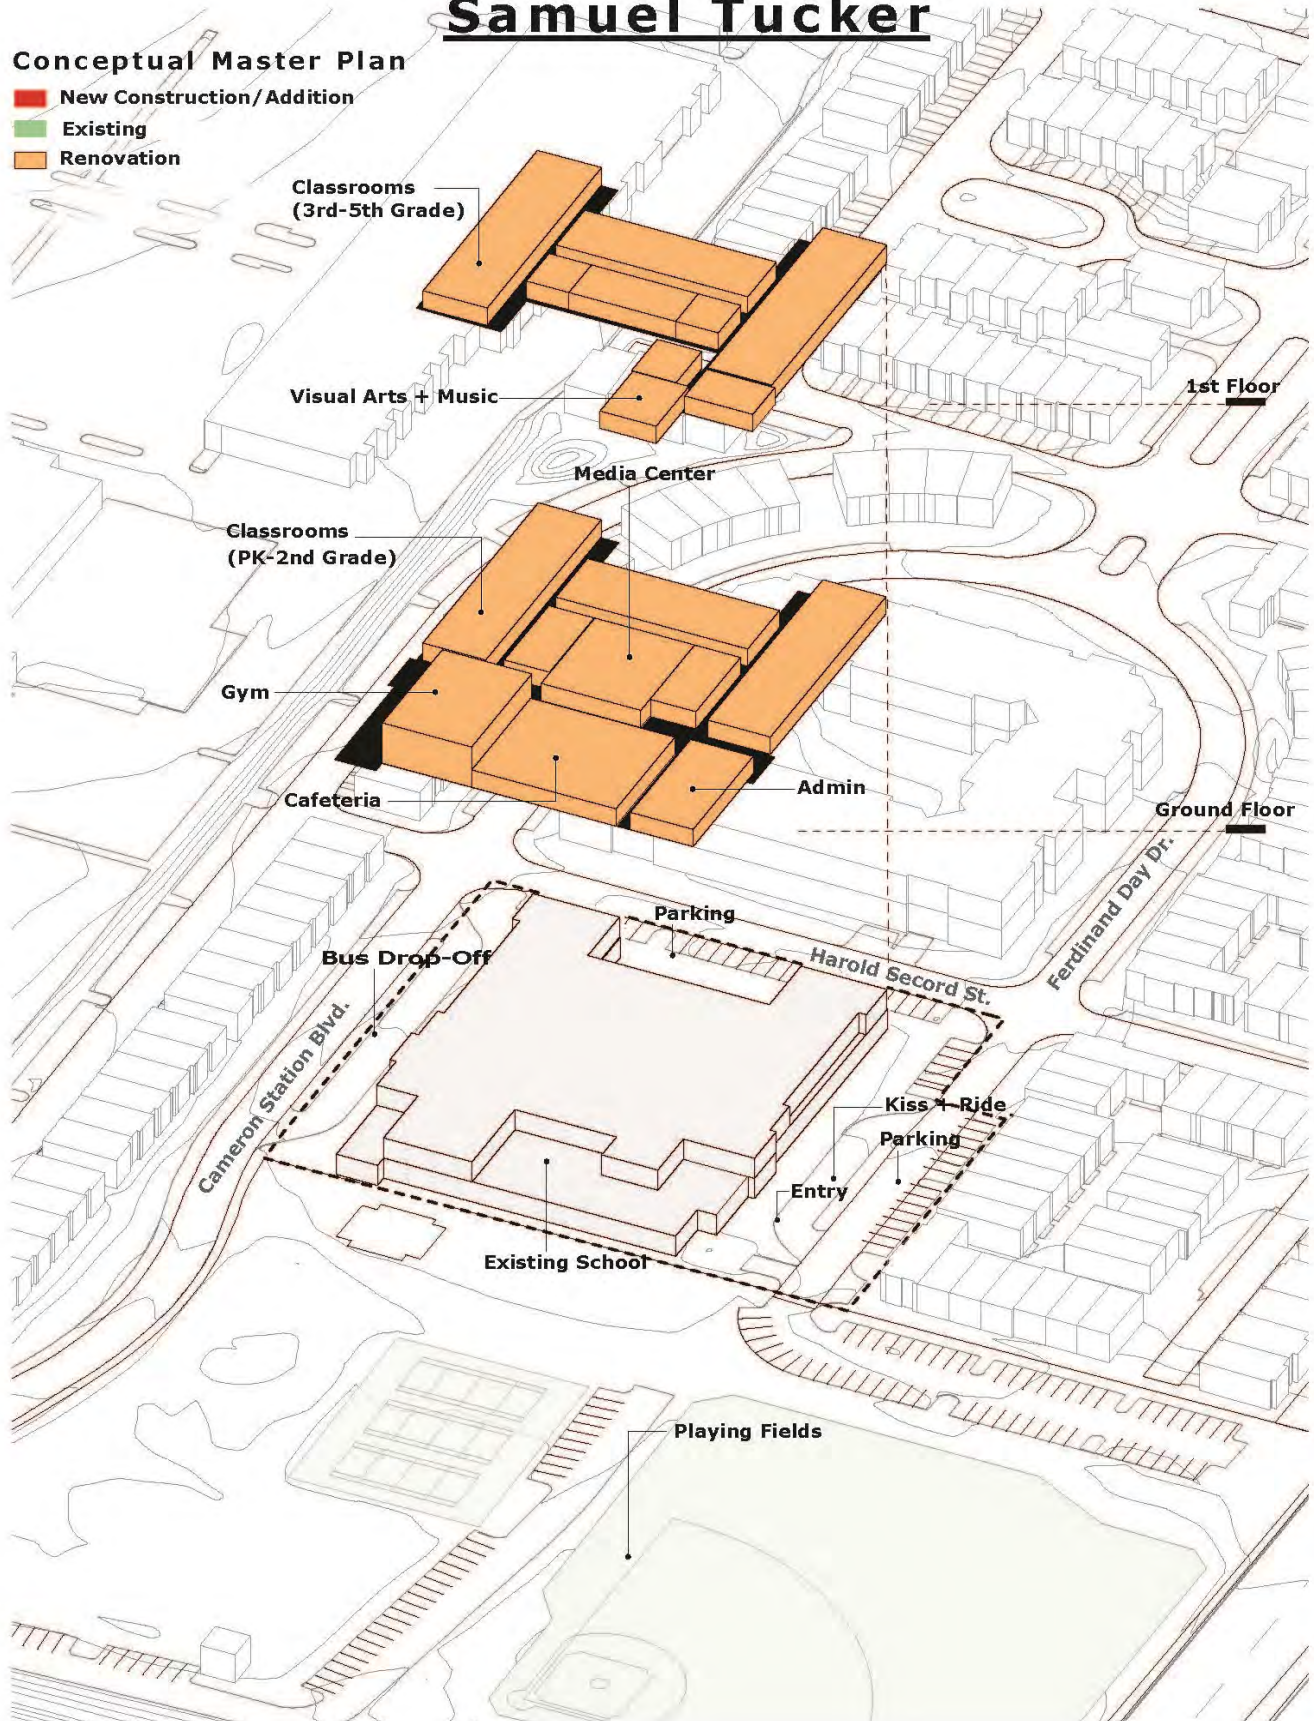 Samuel Tucker
Conceptual Master Plan
New Construction/Addition
Existing
Renovation
Classrooms
(3rd-5th Grade)
1st Floor
Visual Arts + Music
Media Center
Classrooms
(PK-2nd Grade)
Gym
Admin
Cafeteria
Ground Floor
Ferdinand Day Dr.
Parking
Bus Drop-Off
Harold Secord St.
Cameron Station Blvd.
Kiss + Ride
Parking
Entry
Existing School
Playing Fields